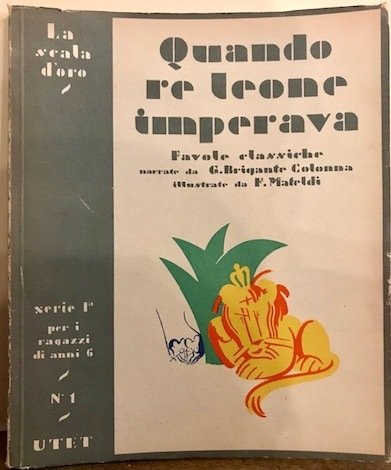 La
scala
d'oro
Quando
re leone
imperava
Favole classiche
narrate da G. Brigante Colonna
illustrate da F. Mateldi
serie Iª
per i
ragazzi
di anni 6
N° 1
UTET